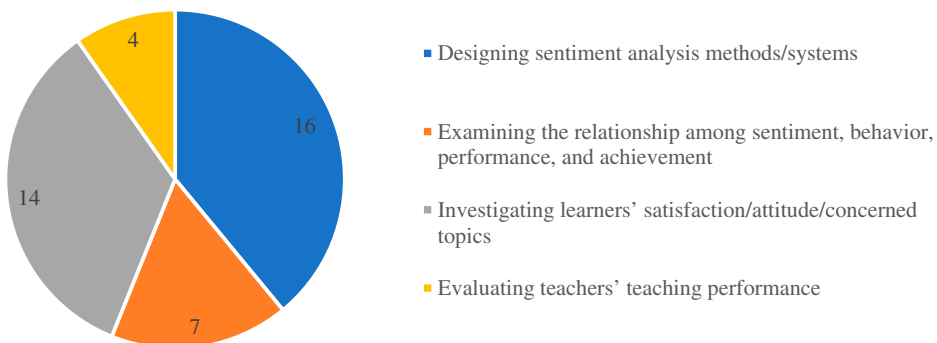 4
16
14
7
Designing sentiment analysis methods/systems
Examining the relationship among sentiment, behavior,
performance, and achievement
Investigating learners’ satisfaction/attitude/concerned
topics
Evaluating teachers’ teaching performance